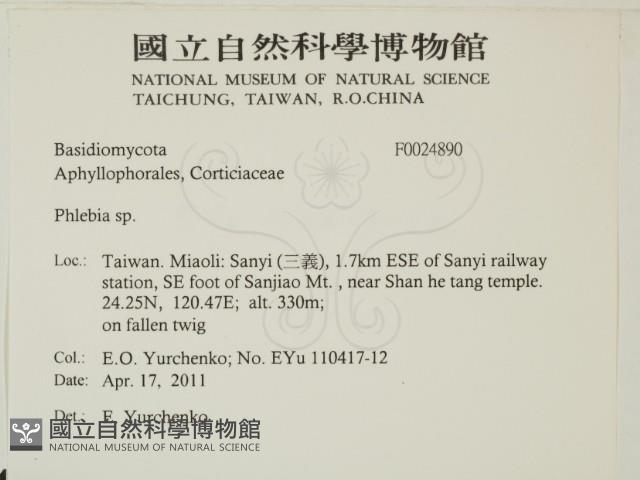 國立自然科學博物館
NATIONAL MUSEUM OF NATURAL SCIENCE
TAICHUNG, TAIWAN, R.O.CHINA
Basidiomycota F0024890
Aphyllophorales, Corticiaceae
Phlebia sp.
Loc.: Taiwan. Miaoli: Sanyi (三義), 1.7km ESE of Sanyi railway
station, SE foot of Sanjiao Mt. , near Shan he tang temple.
24.25N, 120.47E; alt. 330m;
on fallen twig
Col.: E.O. Yurchenko; No. EYu 110417-12
Date: Apr. 17, 2011
Det.: E. Yurchenko
國立自然科學博物館
NATIONAL MUSEUM OF NATURAL SCIENCE